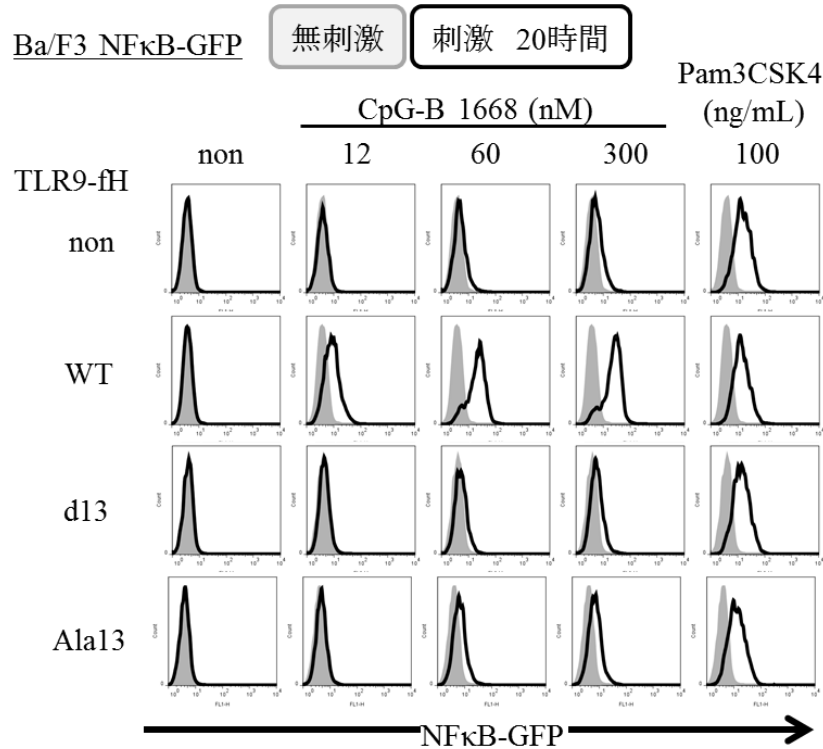 Ba/F3 NFκB-GFP
無刺激
刺激 20時間
CpG-B 1668 (nM)
Pam3CSK4
(ng/mL)
TLR9-fH
non
12
60
300
100
non
WT
d13
Ala13
NFκB-GFP